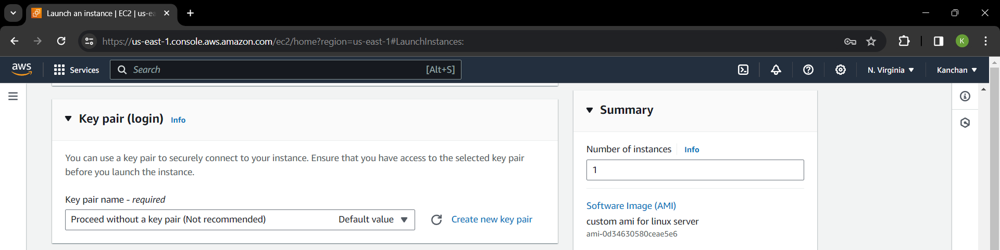 Launch an instance | EC2 | us-ea
https://us-east-1.console.aws.amazon.com/ec2/home?region=us-east-1#LaunchInstances:
K
aws
Services
Search
[Alt+S]
N. Virginia
Kanchan
Key pair (login) Info
You can use a key pair to securely connect to your instance. Ensure that you have access to the selected key pair
before you launch the instance.
Key pair name - required
Proceed without a key pair (Not recommended) Default value
Create new key pair
Summary
Number of instances Info
1
Software Image (AMI)
custom ami for linux server
ami-0d34630580ceae5e6